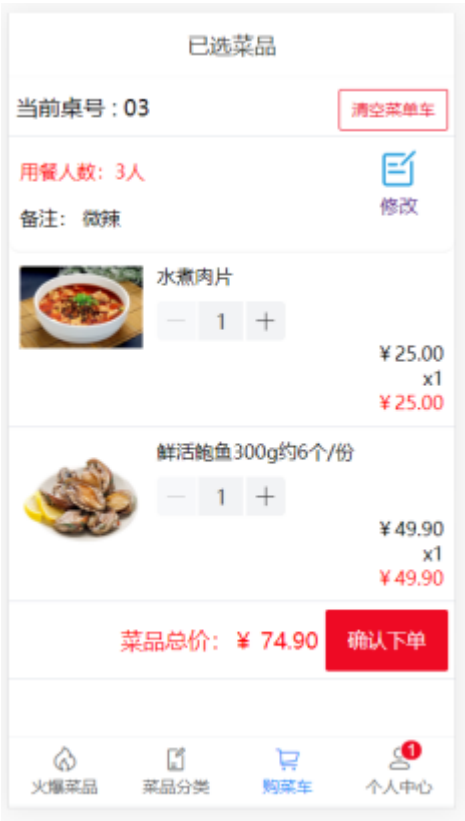 已选菜品
当前桌号 : 03
清空菜单车
用餐人数：3人
修改
备注： 微辣
水煮肉片
— 1 +
￥25.00
x1
￥25.00
鲜活鲍鱼300g约6个/份
— 1 +
￥49.90
x1
￥49.90
菜品总价：￥ 74.90
确认下单
1
火爆菜品
菜品分类
购菜车
个人中心